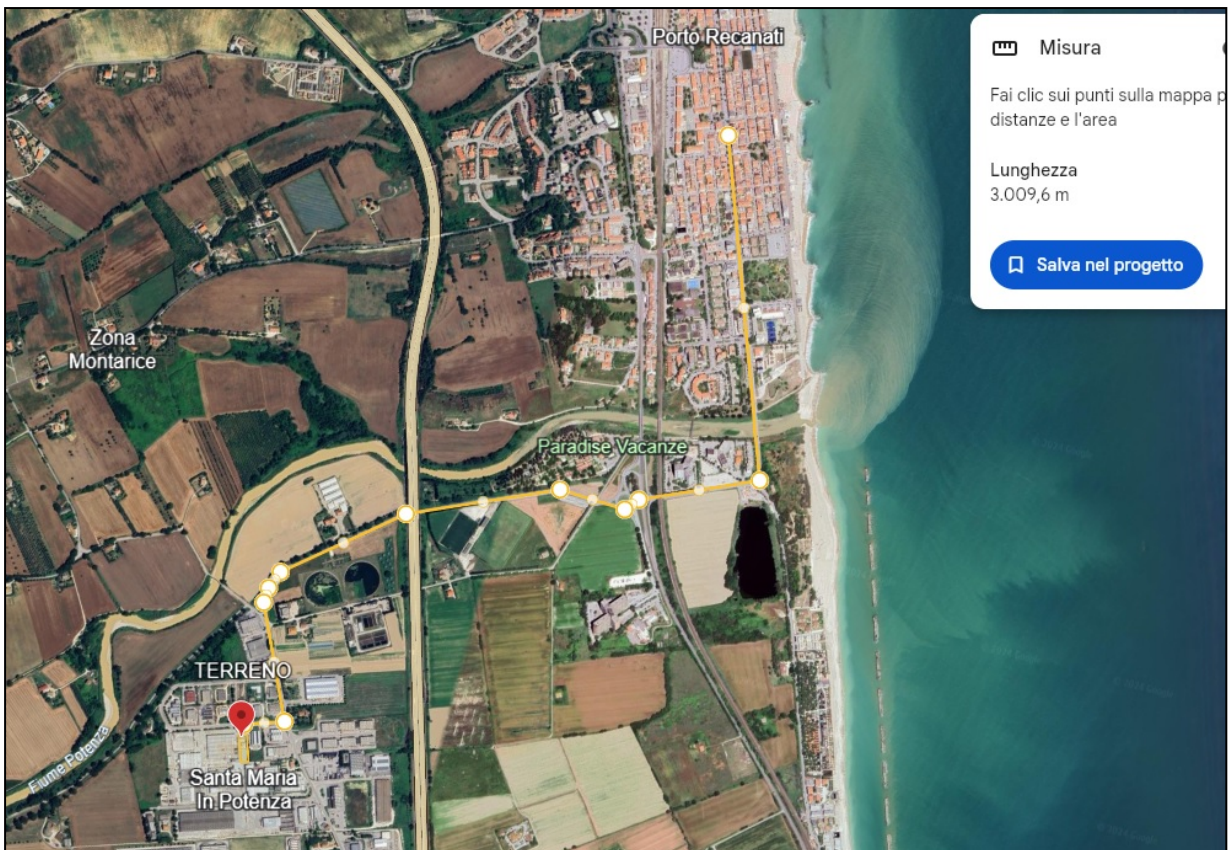 Porto Recanati
Misura
Fai clic sui punti sulla mappa p
distanze e l'area
Lunghezza
3.009,6 m
Salva nel progetto
Zona
Montarice
Paradise Vacanze
TERRENO
Fiume Potenza
Santa Maria
In Potenza